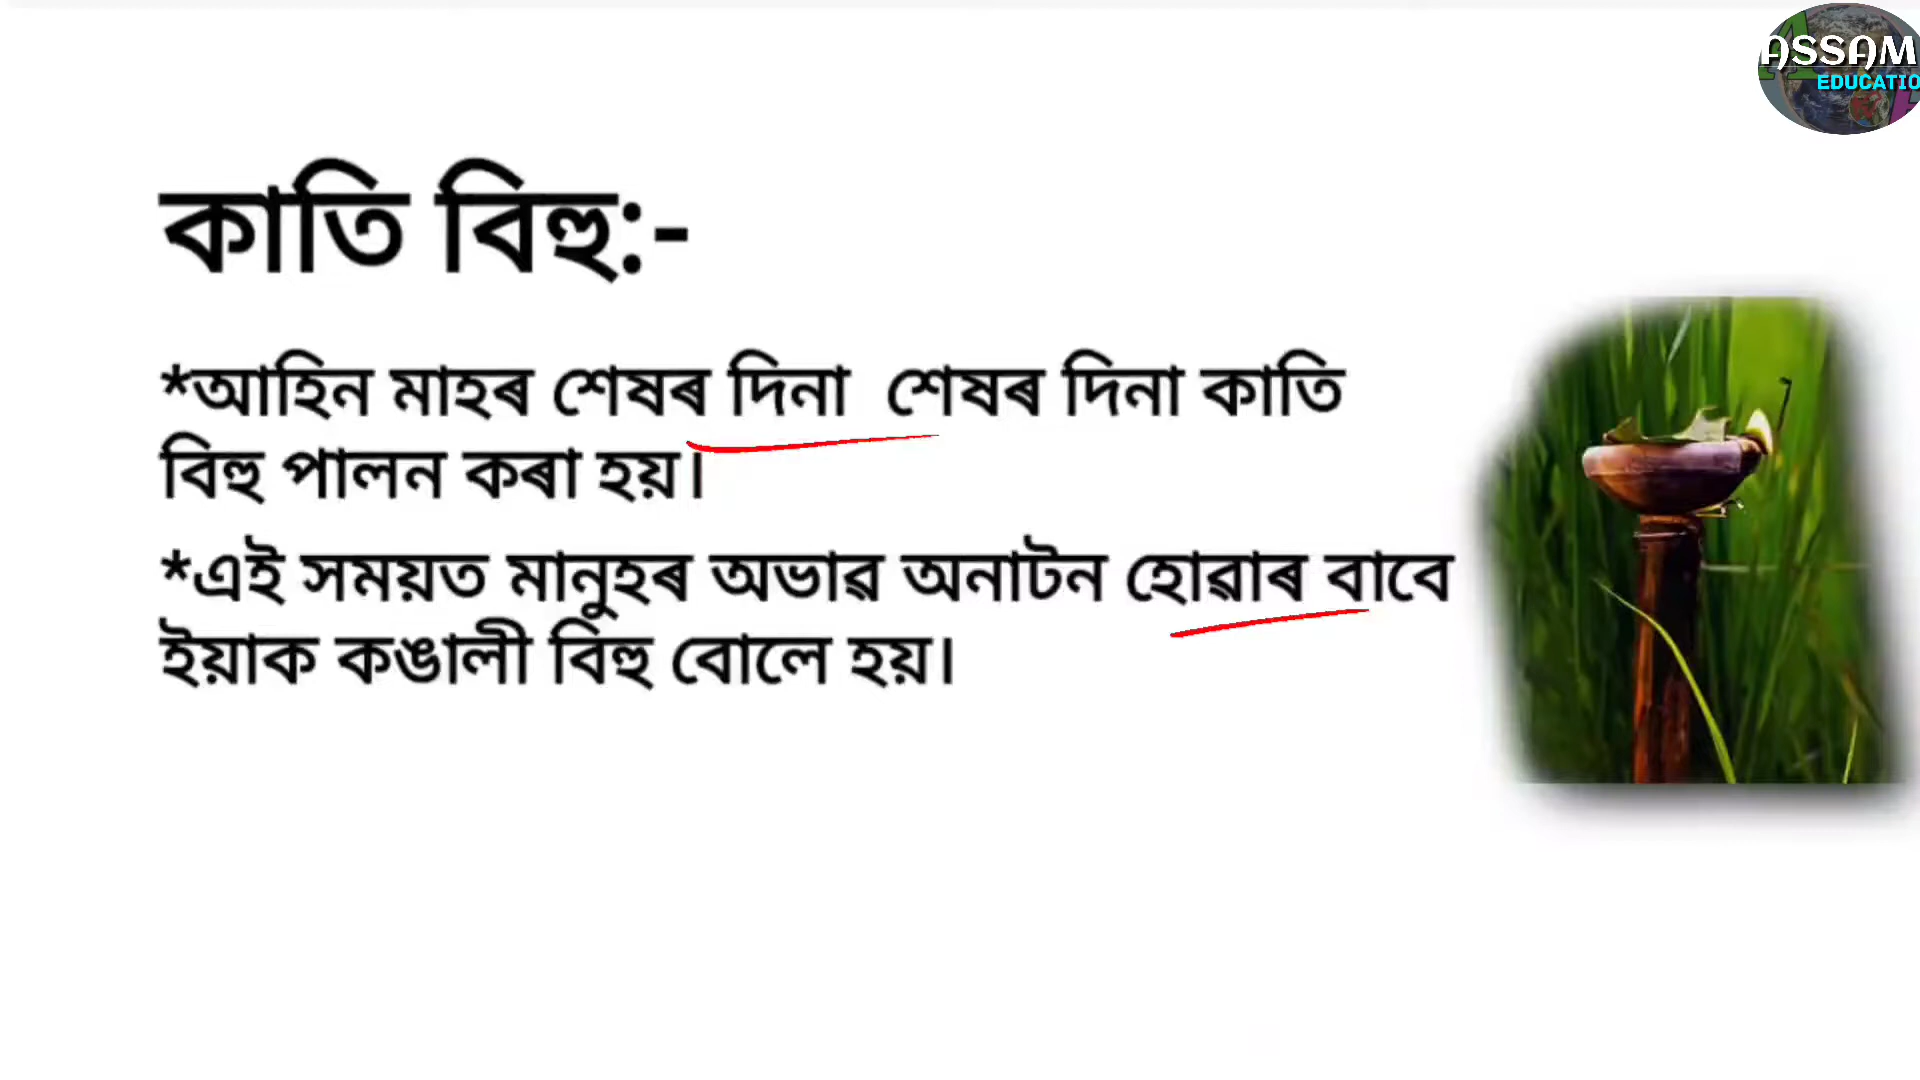 ASSAM
EDUCATIO
কাতি বিহু:-
*আহিন মাহৰ শেষৰ দিনা শেষৰ দিনা কাতি
বিহু পালন কৰা হয়।
*এই সময়ত মানুহৰ অভাৱ অনাটন হোৱাৰ বাবে
ইয়াক কঙালী বিহু বোলে হয়।